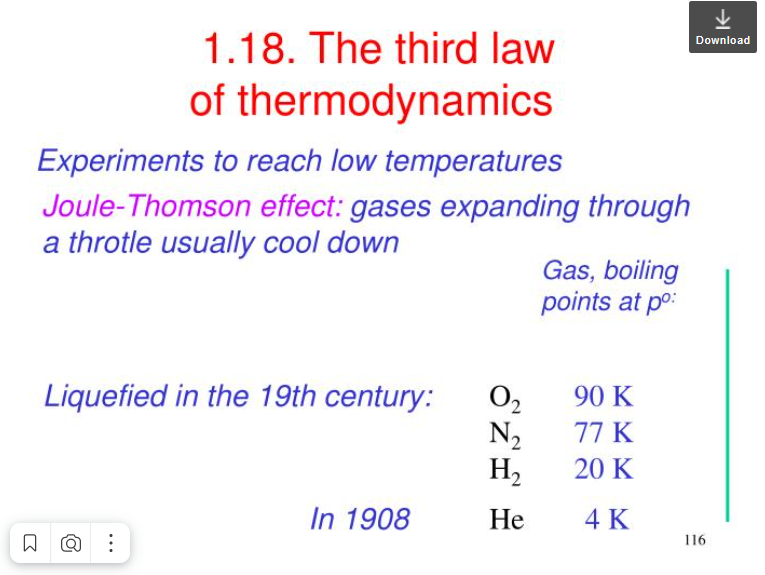 Download
1.18. The third law
of thermodynamics
Experiments to reach low temperatures
Joule-Thomson effect: gases expanding through
a throtle usually cool down
Gas, boiling
points at pº:
Liquefied in the 19th century:
O₂ 90 K
N₂ 77 K
H₂ 20 K
In 1908 He 4 K
116